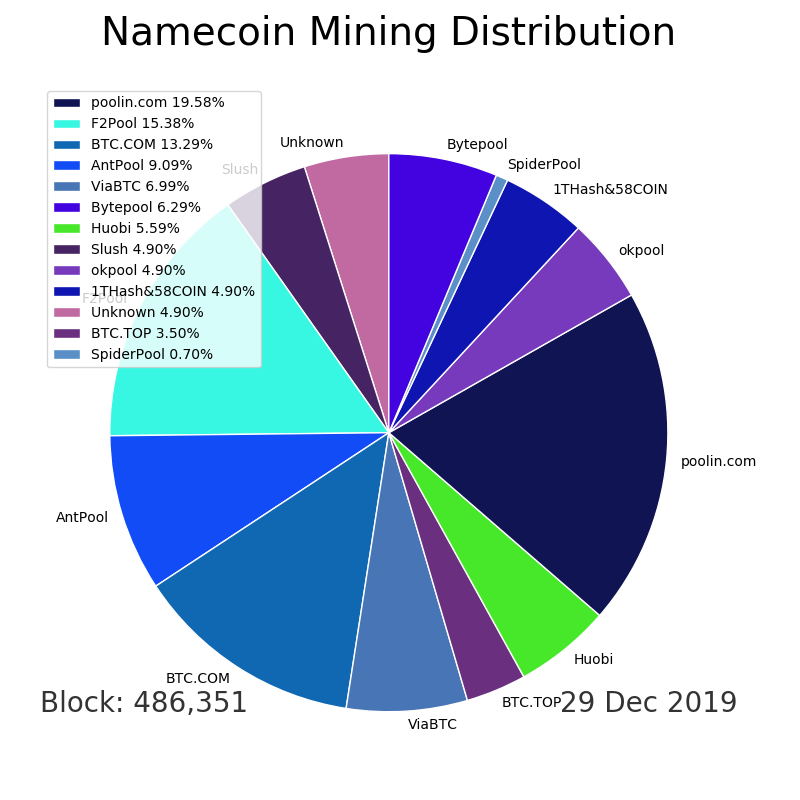 Namecoin Mining Distribution
poolin.com 19.58%
F2Pool 15.38%
BTC.COM 13.29%
AntPool 9.09%
ViaBTC 6.99%
Bytepool 6.29%
Huobi 5.59%
Slush 4.90%
okpool 4.90%
1THash&58COIN 4.90%
Unknown 4.90%
BTC.TOP 3.50%
SpiderPool 0.70%
Unknown
Bytepool
SpiderPool
Slush
1THash&58COIN
okpool
F2Pool
poolin.com
AntPool
Huobi
BTC.COM
BTC.TOP
ViaBTC
Block: 486,351
29 Dec 2019